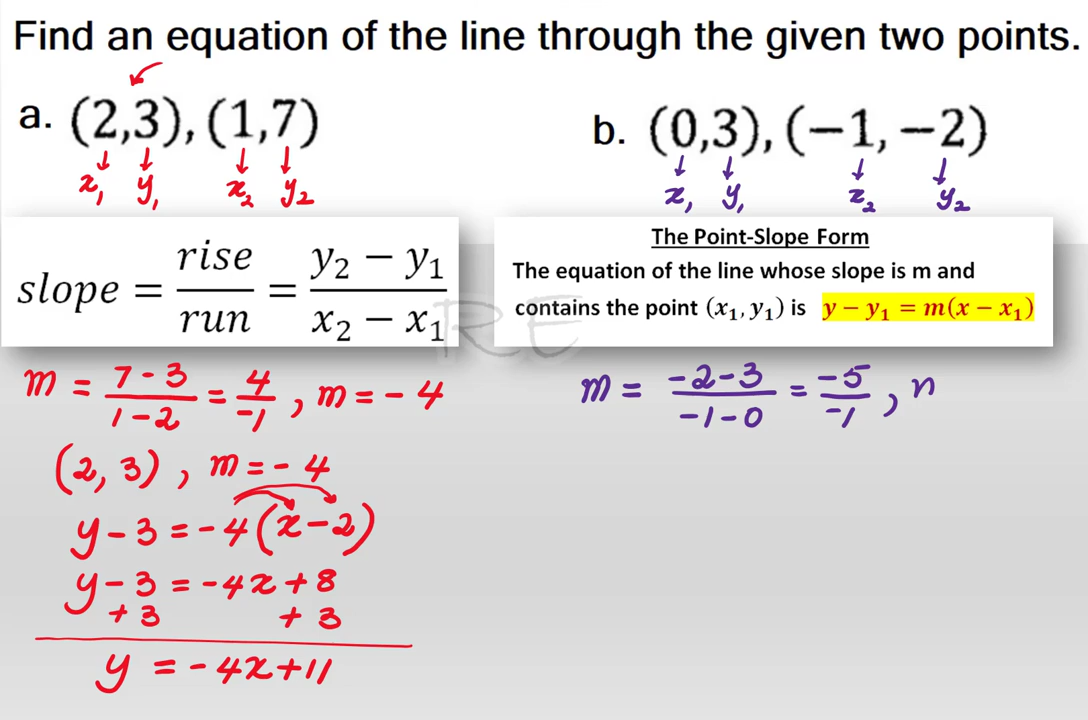 Find an equation of the line through the given two points.
a. (2,3), (1,7)
x₁ y₁ x₂ y₂
slope = rise/run = (y₂ − y₁)/(x₂ − x₁)
m = (7-3)/(1-2) = 4/-1, m = -4
(2, 3), m = -4
y - 3 = -4(x - 2)
y - 3 = -4x + 8
+ 3 + 3
y = -4x + 11
b. (0,3), (−1, −2)
x₁ y₁ x₂ y₂
The Point-Slope Form
The equation of the line whose slope is m and
contains the point (x₁, y₁) is y − y₁ = m(x − x₁)
m = (-2-3)/(-1-0) = -5/-1, n
RE